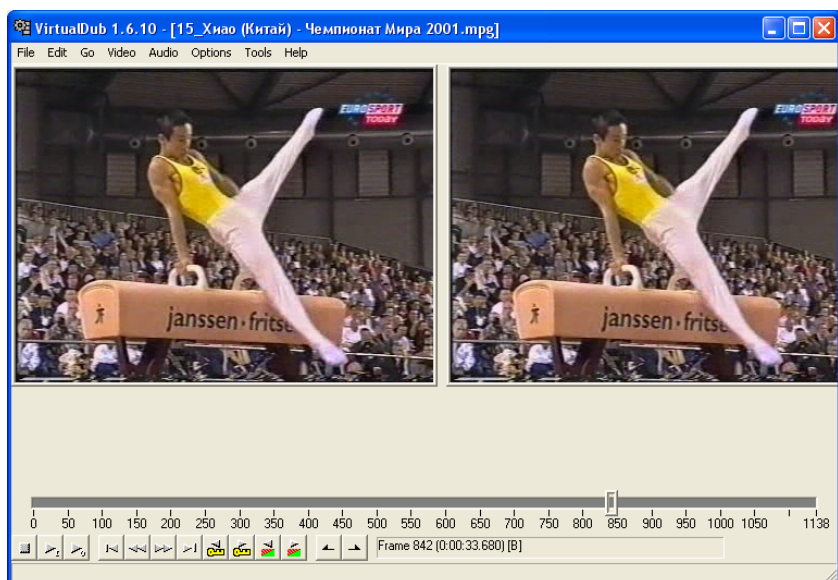 VirtualDub 1.6.10 - [15_Хиао (Китай) - Чемпионат Мира 2001.mpg]
File Edit Go Video Audio Options Tools Help
EUROSPORT
TODAY
EUROSPORT
TODAY
janssen·fritse
janssen·fritse
0 50 100 150 200 250 300 350 400 450 500 550 600 650 700 750 800 850 900 950 1000 1050 1138
Frame 842 (0:00:33.680) [B]